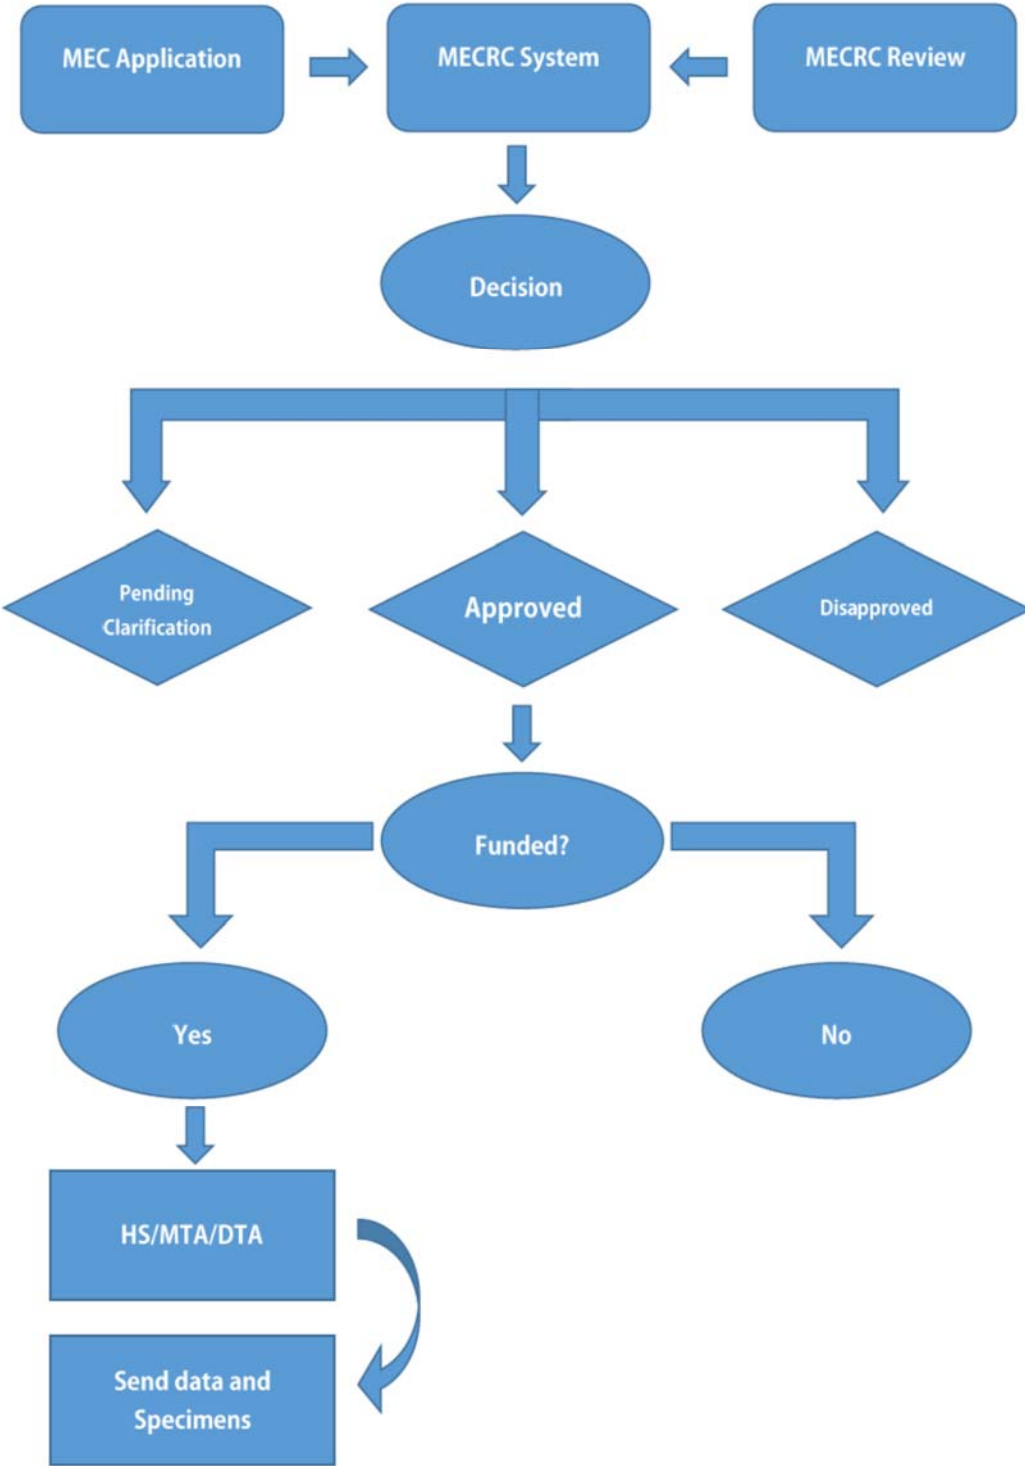 MEC Application
MECRC System
MECRC Review
Decision
Pending
Clarification
Approved
Disapproved
Funded?
Yes
No
HS/MTA/DTA
Send data and
Specimens